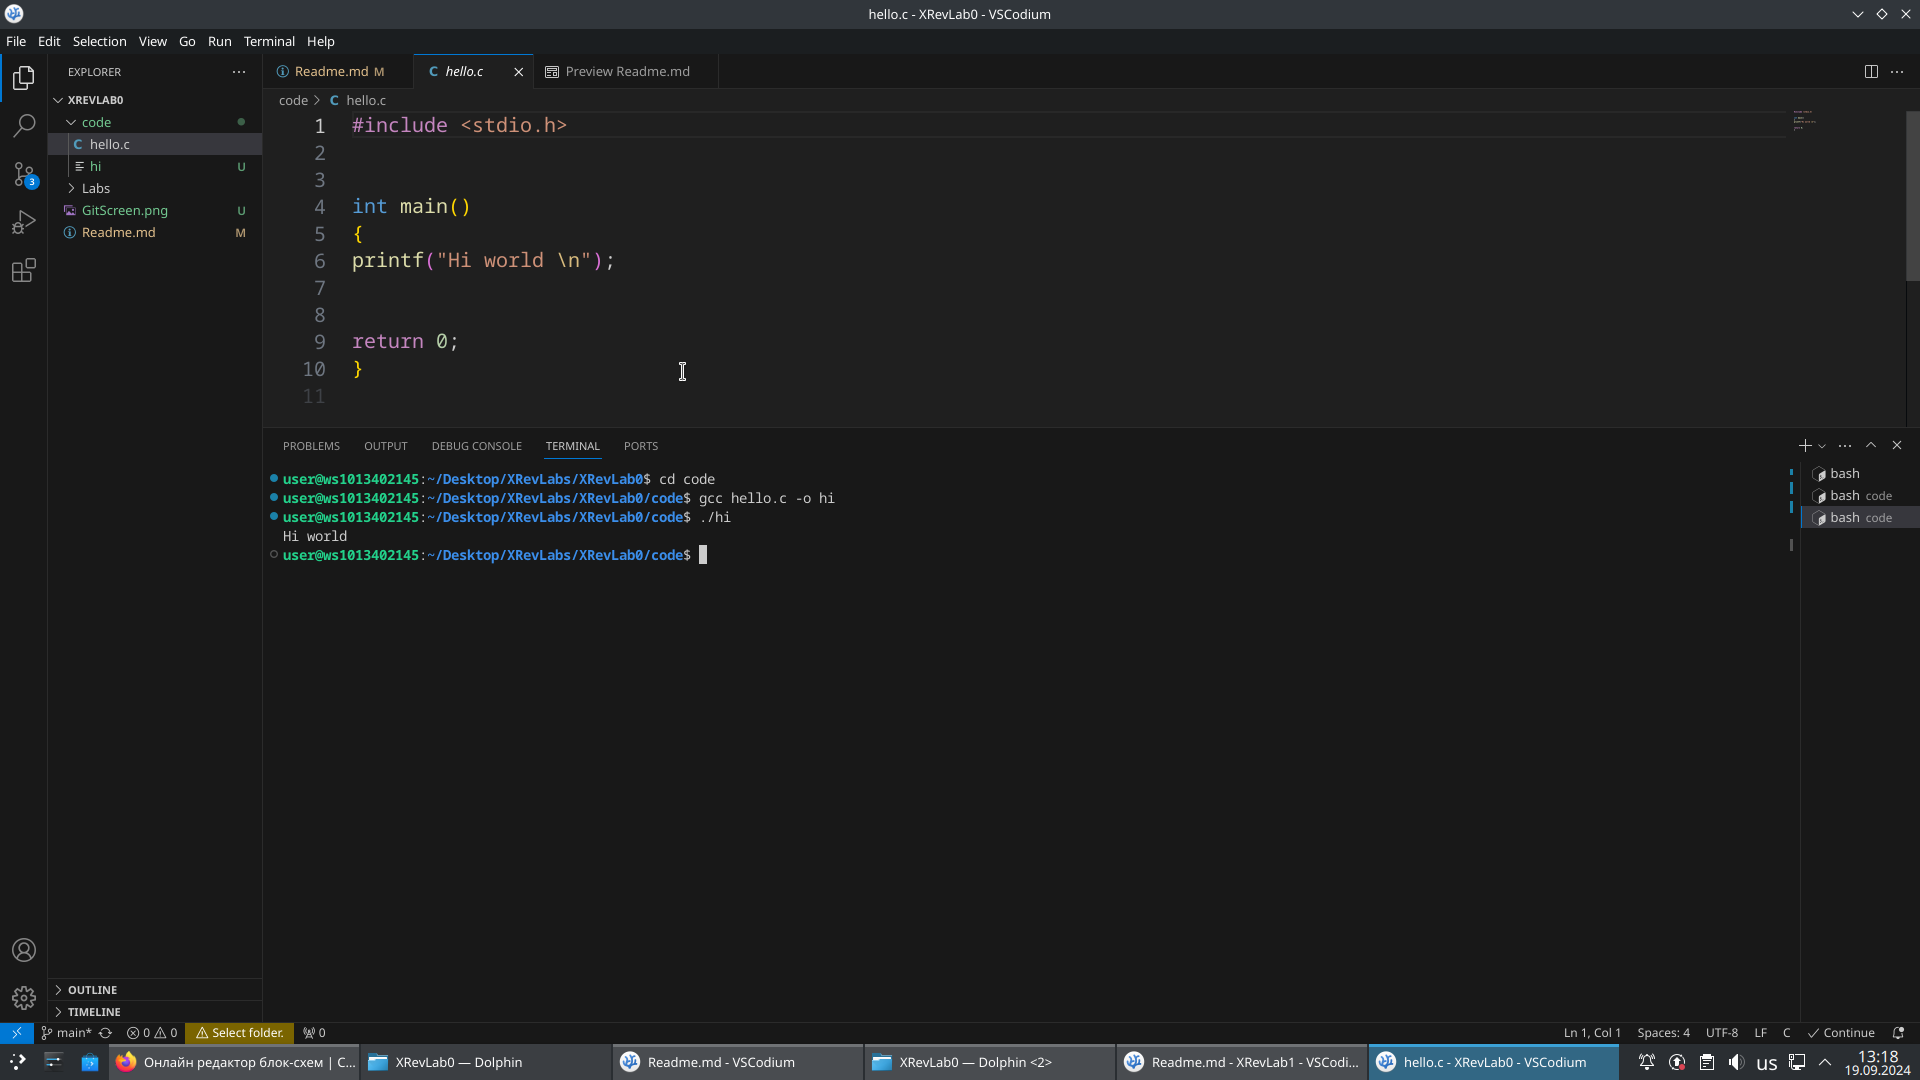 hello.c - XRevLab0 - VSCodium
File Edit Selection View Go Run Terminal Help
EXPLORER
XREVLAB0
code
hello.c
hi U
Labs
GitScreen.png U
Readme.md M
OUTLINE
TIMELINE
3
Readme.md M
hello.c
Preview Readme.md
code > hello.c
1 #include <stdio.h>
2
3
4 int main()
5 {
6 printf("Hi world \n");
7
8
9 return 0;
10 }
11
PROBLEMS OUTPUT DEBUG CONSOLE TERMINAL PORTS
user@ws1013402145:~/Desktop/XRevLabs/XRevLab0$ cd code
user@ws1013402145:~/Desktop/XRevLabs/XRevLab0/code$ gcc hello.c -o hi
user@ws1013402145:~/Desktop/XRevLabs/XRevLab0/code$ ./hi
Hi world
user@ws1013402145:~/Desktop/XRevLabs/XRevLab0/code$
bash
bash code
bash code
main* 0 0 Select folder. 0
Ln 1, Col 1 Spaces: 4 UTF-8 LF C Continue
Онлайн редактор блок-схем | С...
XRevLab0 — Dolphin
Readme.md - VSCodium
XRevLab0 — Dolphin <2>
Readme.md - XRevLab1 - VSCodi...
hello.c - XRevLab0 - VSCodium
us
13:18
19.09.2024